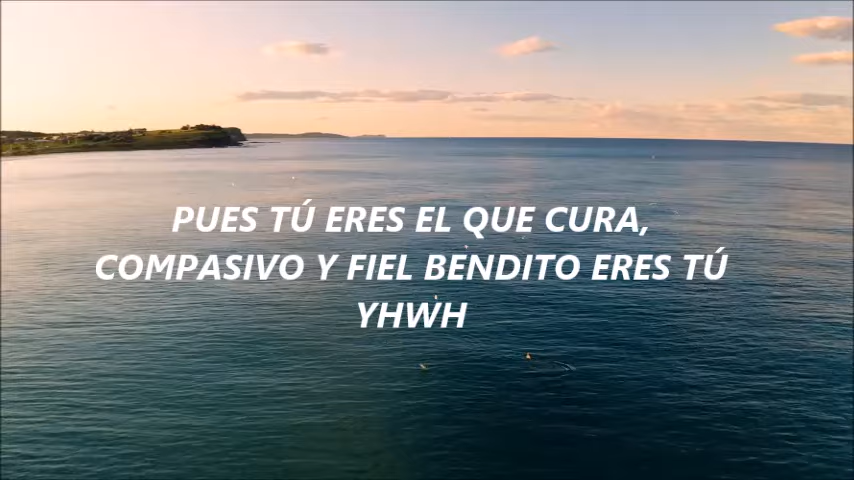 PUES TÚ ERES EL QUE CURA,
COMPASIVO Y FIEL BENDITO ERES TÚ
YHWH